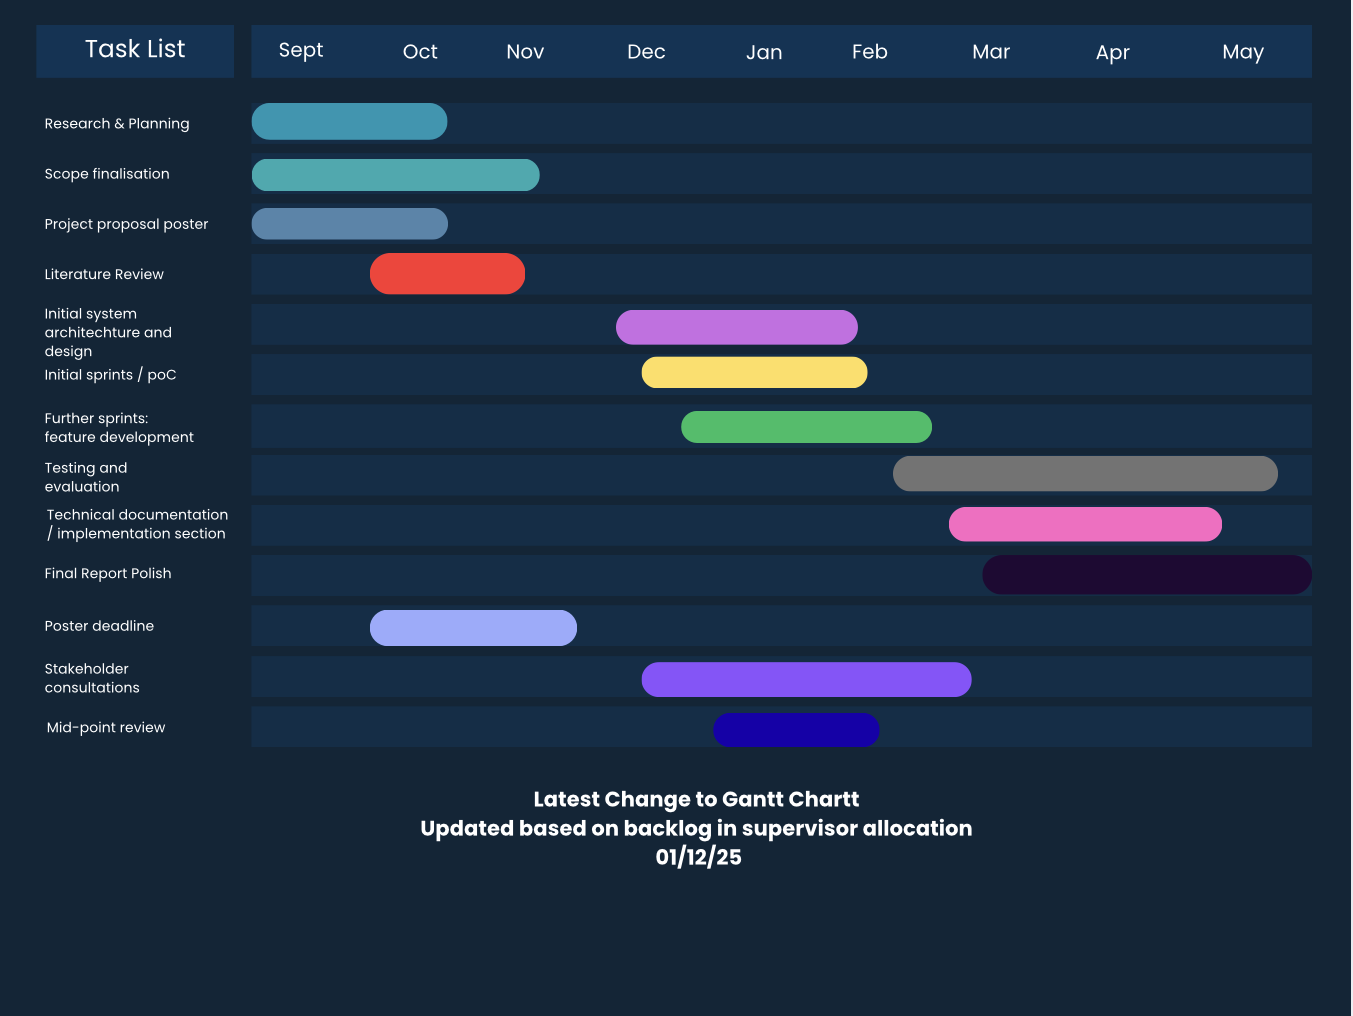 Task List
Sept Oct Nov Dec Jan Feb Mar Apr May
Research & Planning
Scope finalisation
Project proposal poster
Literature Review
Initial system
architechture and
design
Initial sprints / poC
Further sprints:
feature development
Testing and
evaluation
Technical documentation
/ implementation section
Final Report Polish
Poster deadline
Stakeholder
consultations
Mid-point review
Latest Change to Gantt Chartt
Updated based on backlog in supervisor allocation
01/12/25